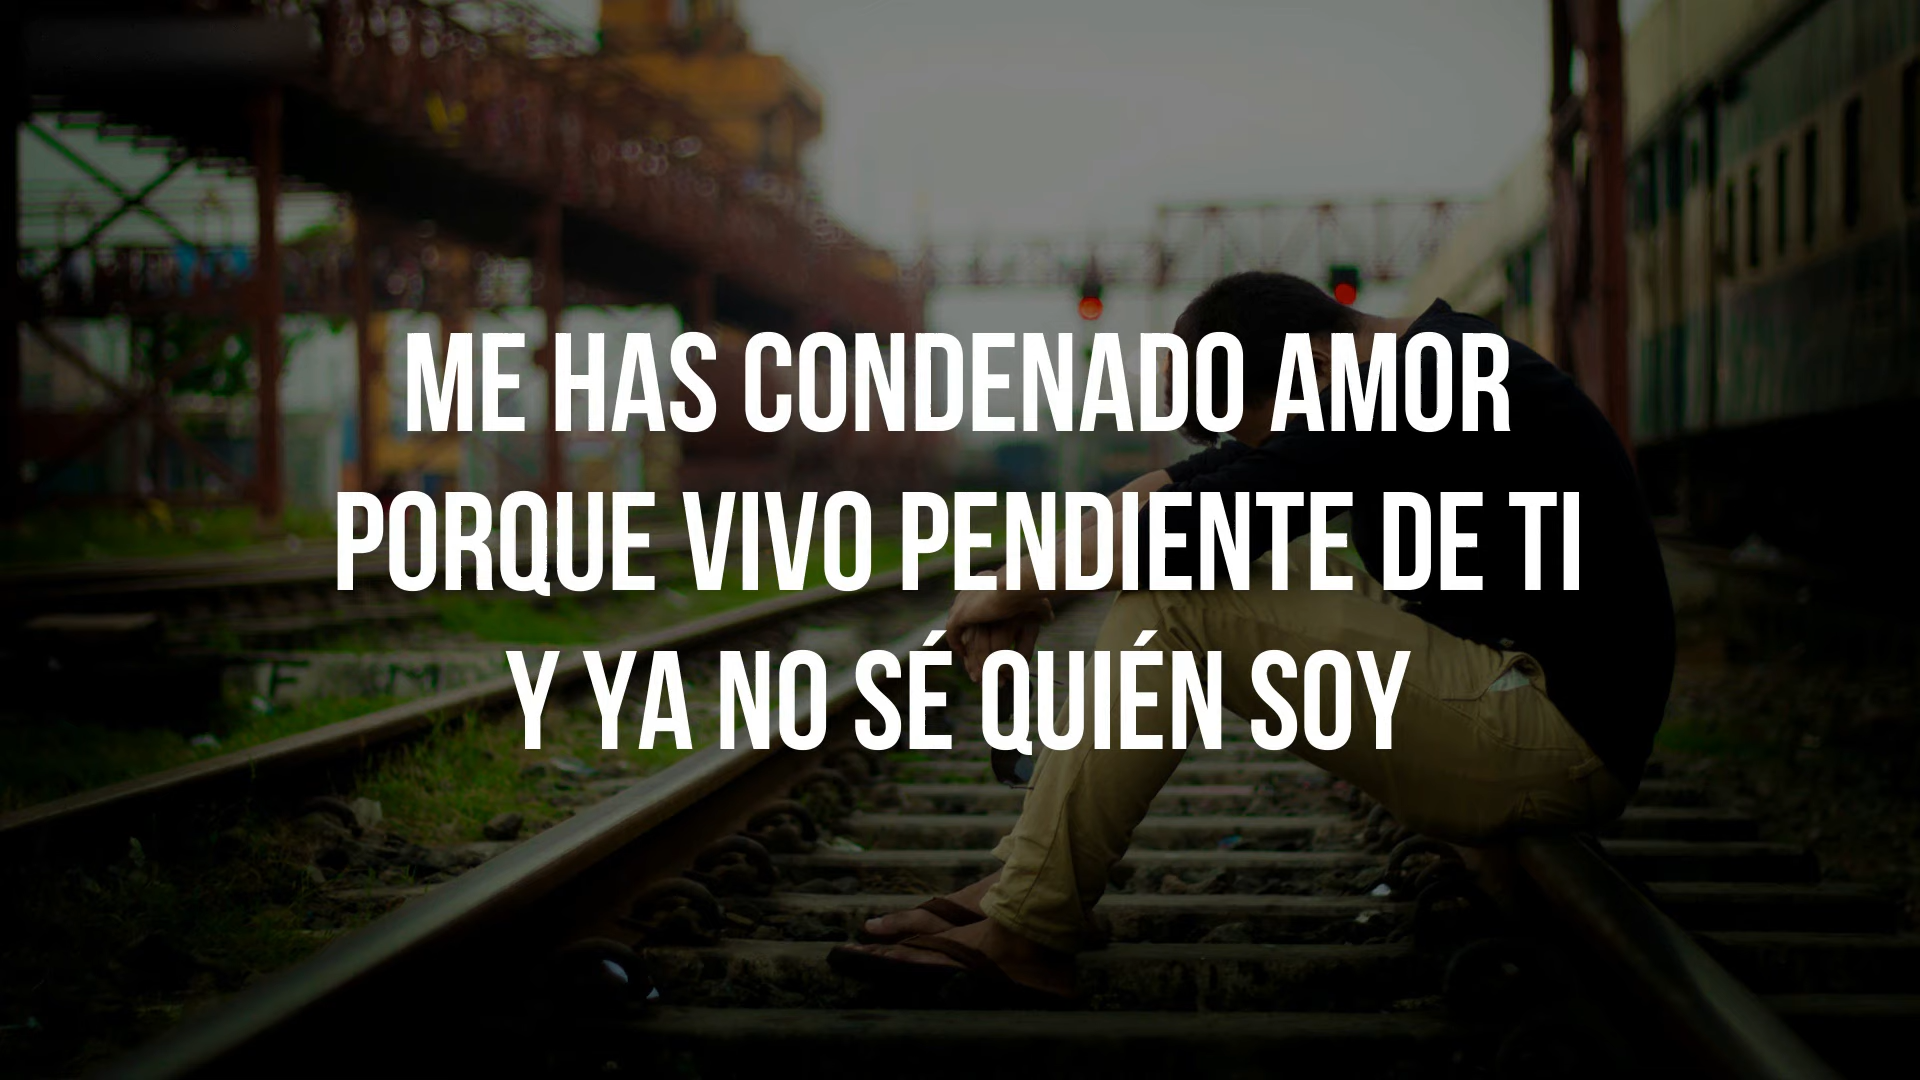 ME HAS CONDENADO AMOR
PORQUE VIVO PENDIENTE DE TI
Y YA NO SÉ QUIÉN SOY